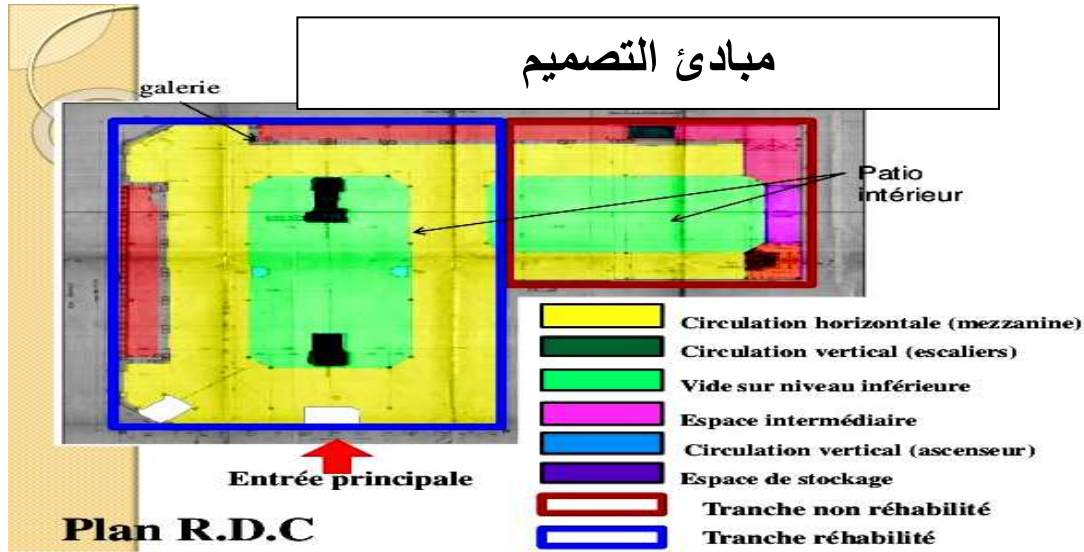 مبادئ التصميم
galerie
Patio
intérieur
Circulation horizontale (mezzanine)
Circulation vertical (escaliers)
Vide sur niveau inférieure
Espace intermédiaire
Circulation vertical (ascenseur)
Espace de stockage
Tranche non réhabilité
Tranche réhabilité
Entrée principale
Plan R.D.C